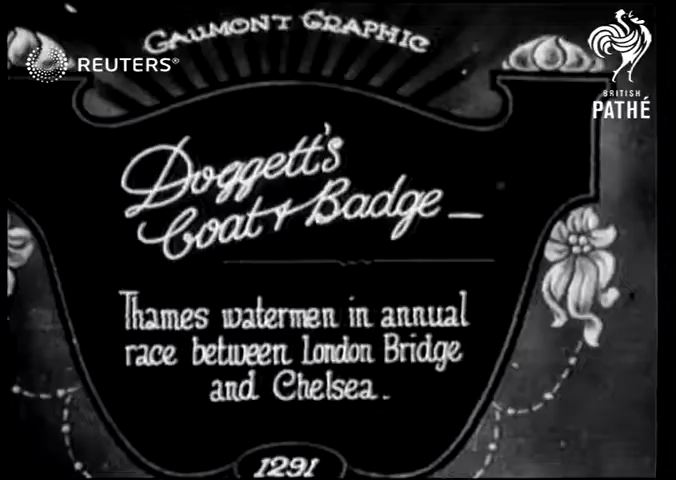 GAUMONT GRAPHIC
REUTERS®
BRITISH
PATHÉ
Doggett's
Coat & Badge —
Thames watermen in annual
race between London Bridge
and Chelsea.
1291